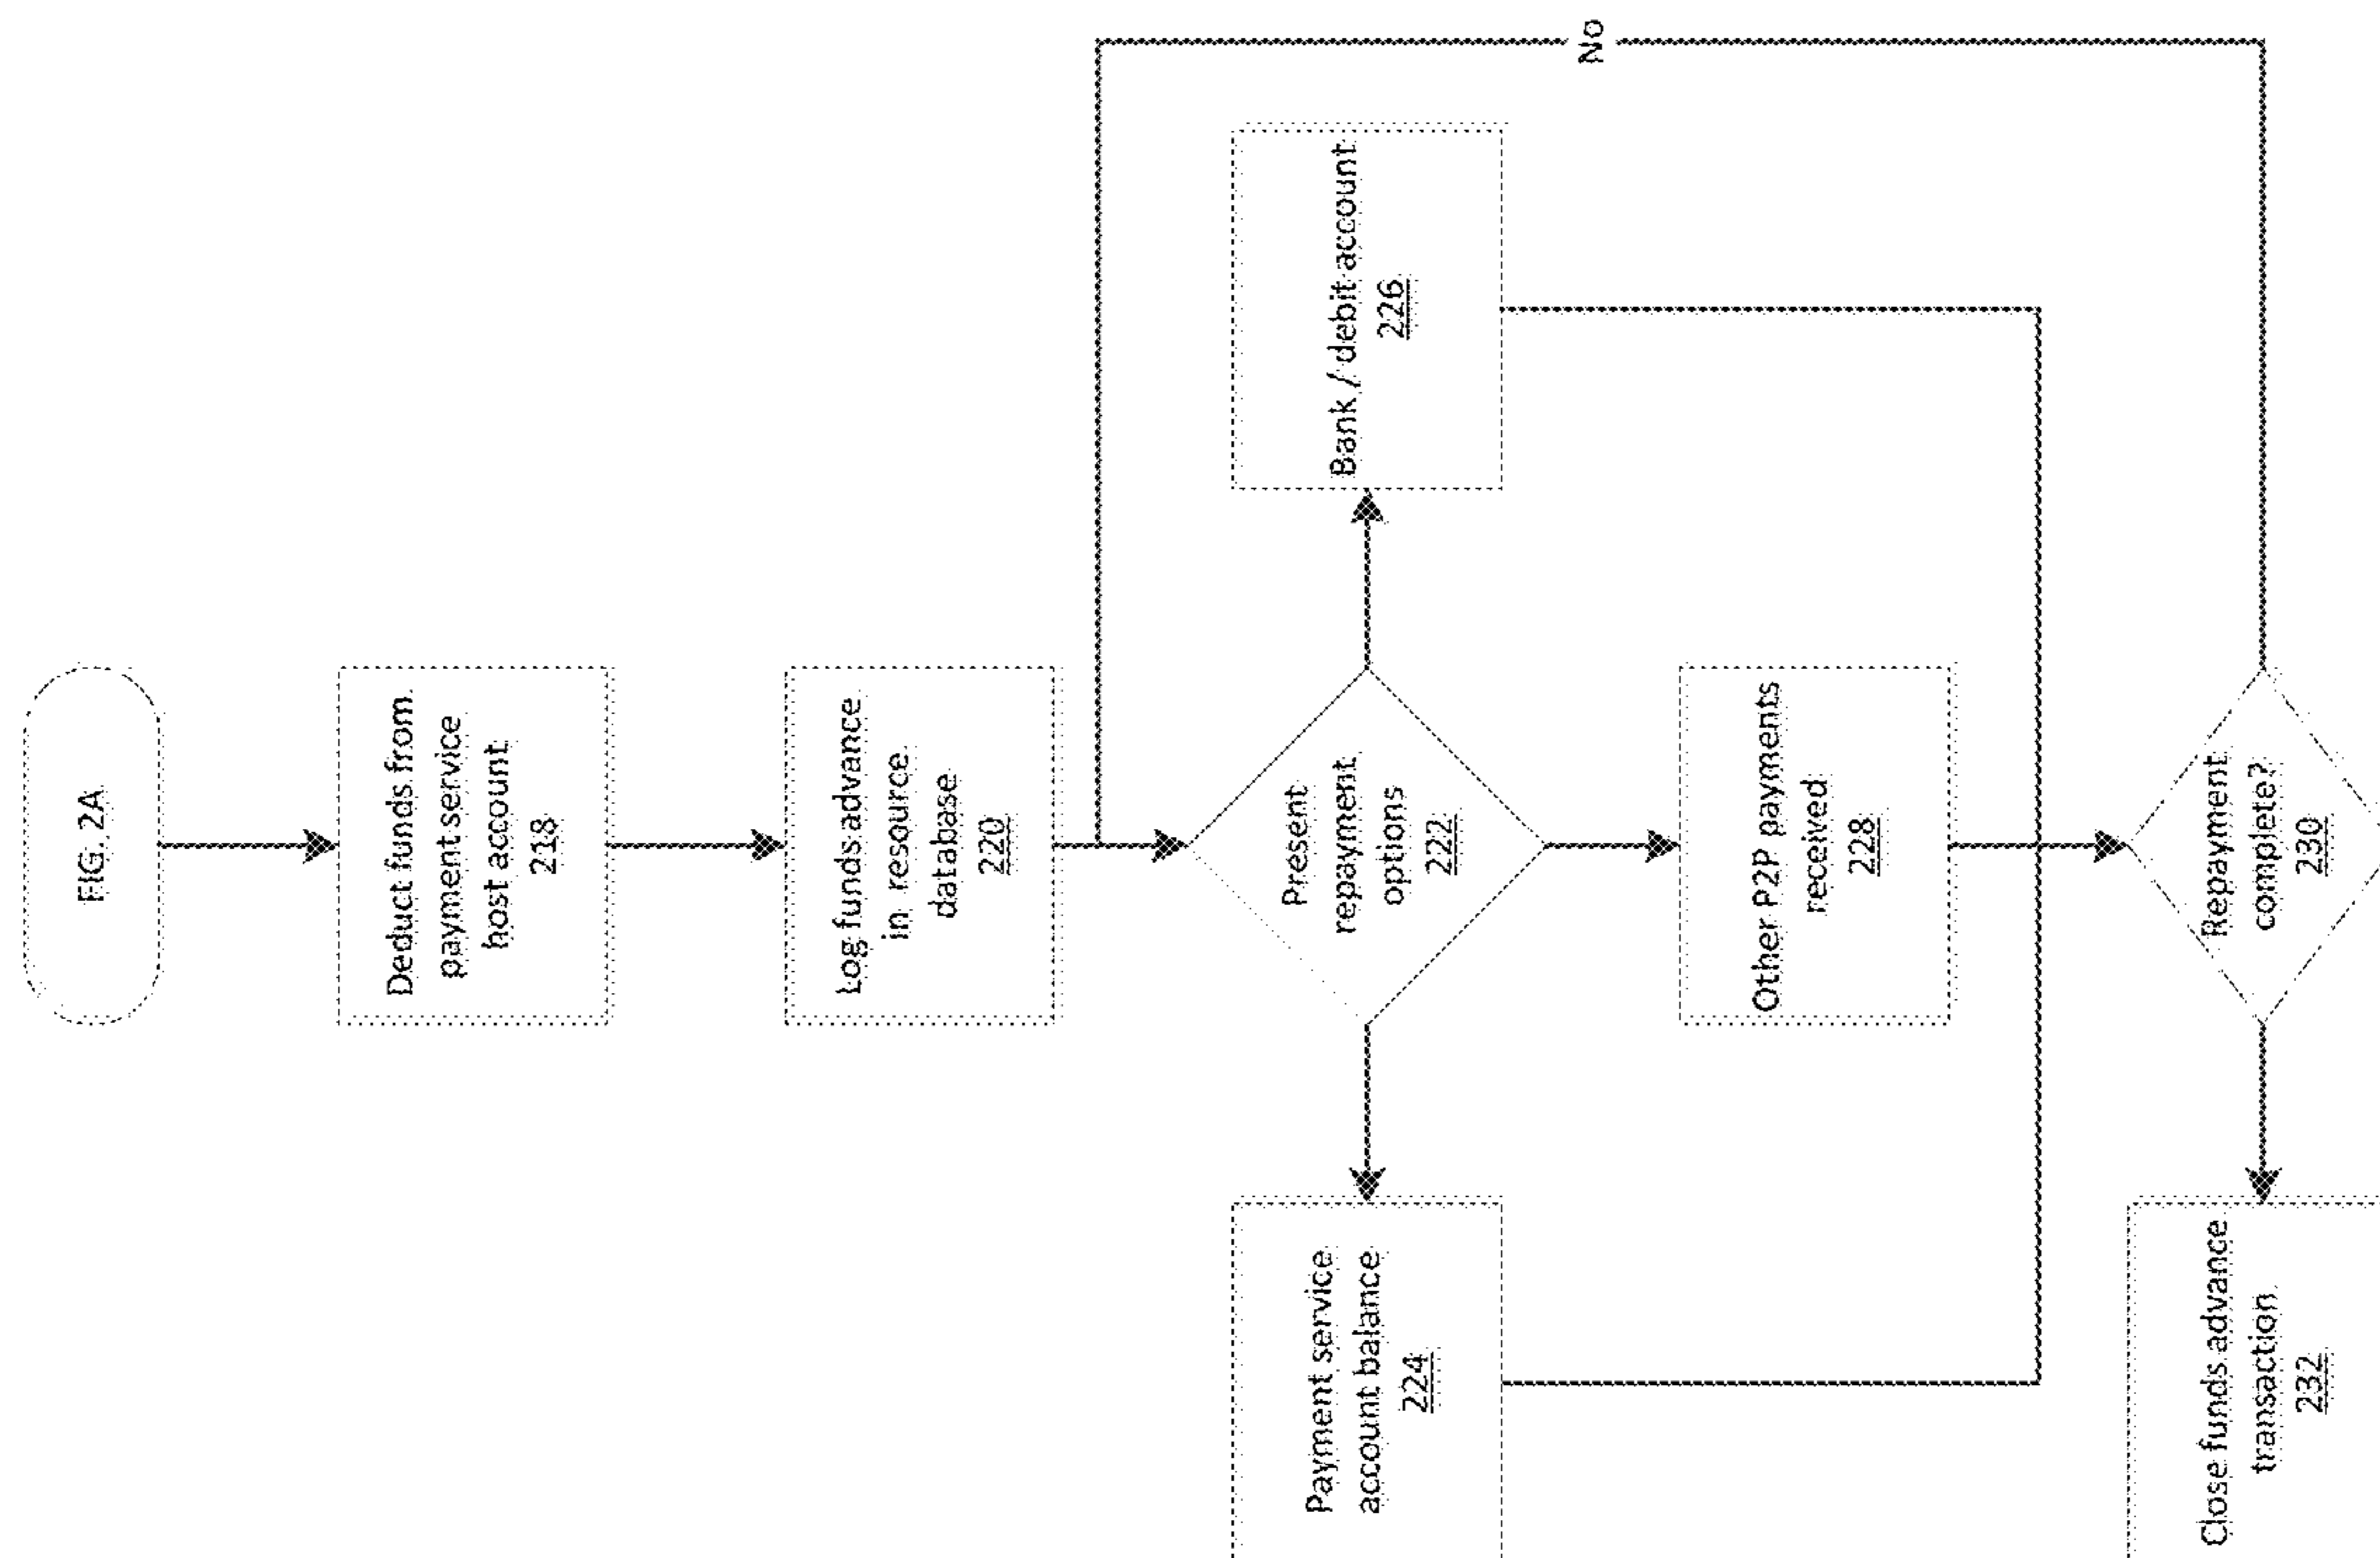 FIG. 2A
Deduct funds from
payment service
host account
218
Log funds advance
in resource
database
220
Present
repayment
options
222
Payment service
account balance
224
Bank / debit account
226
Other P2P payments
received
228
Repayment
complete?
230
No
Close funds advance
transaction
232